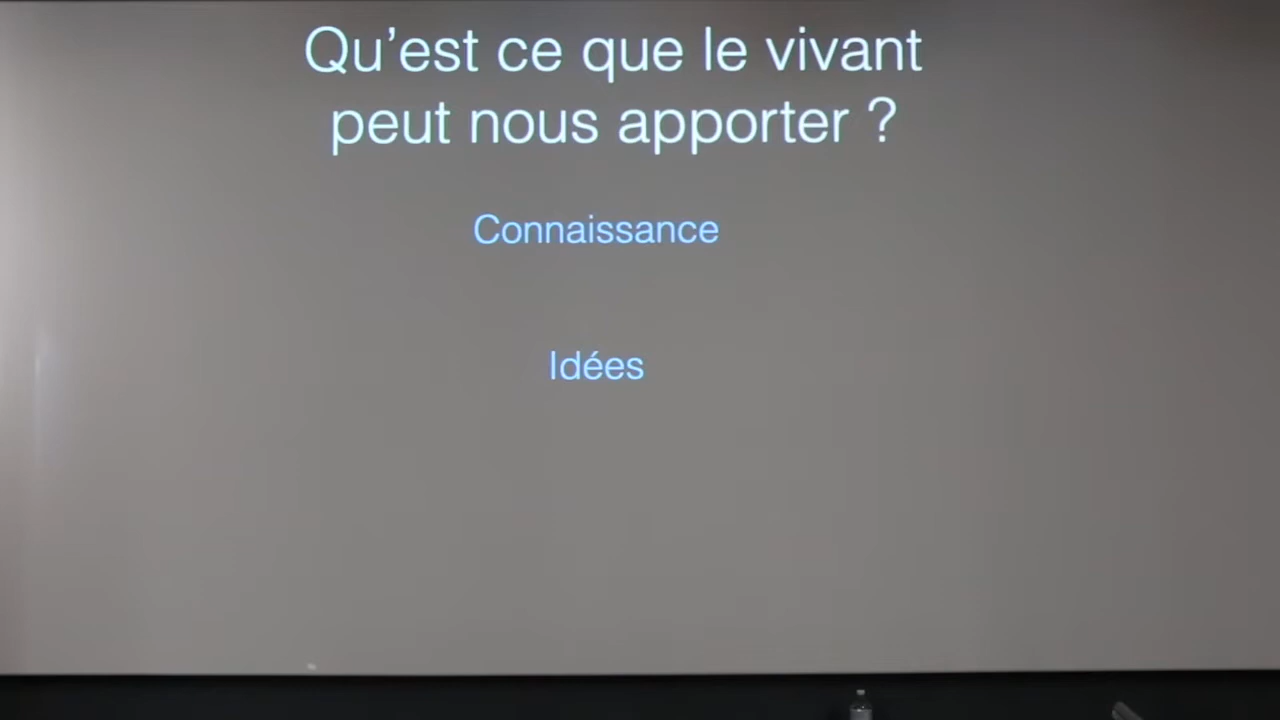 Qu’est ce que le vivant
peut nous apporter ?
Connaissance
Idées